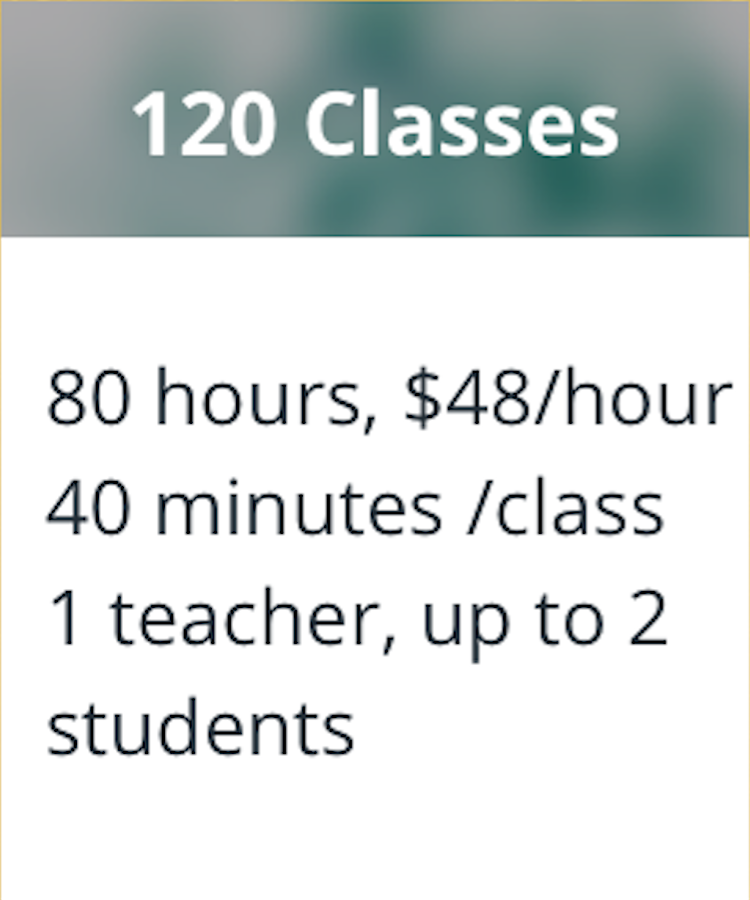 120 Classes
80 hours, $48/hour
40 minutes /class
1 teacher, up to 2
students